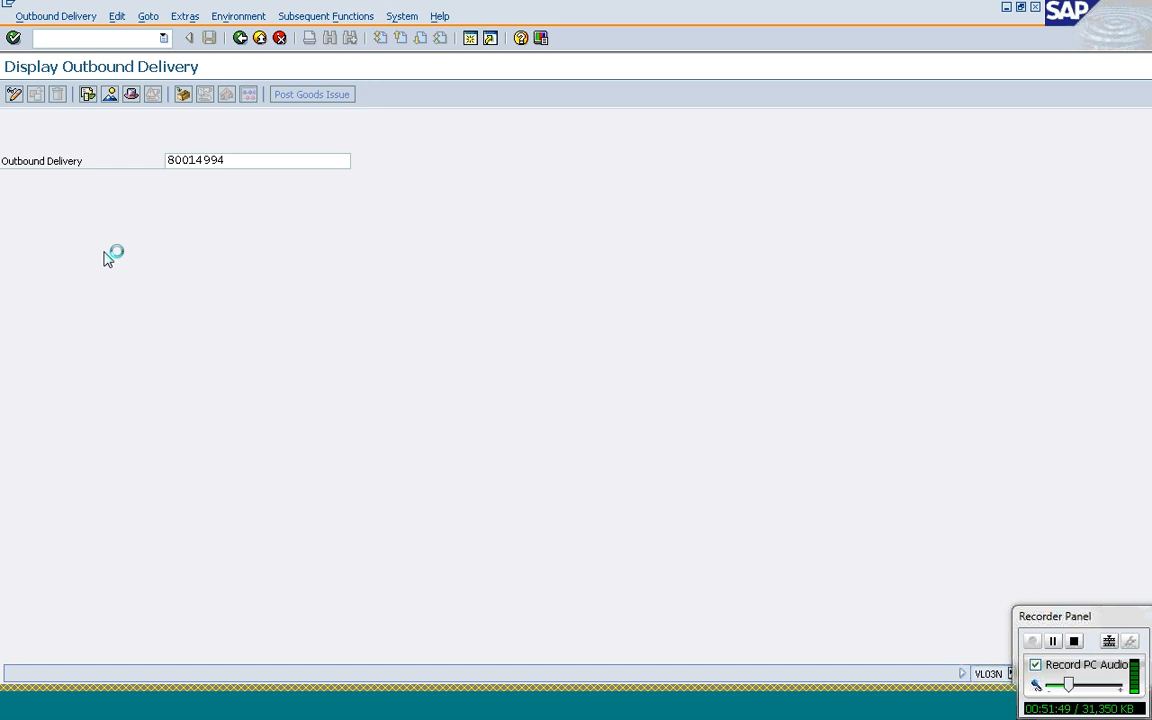 Outbound Delivery Edit Goto Extras Environment Subsequent Functions System Help
SAP
Display Outbound Delivery
Post Goods Issue
Outbound Delivery 80014994
Recorder Panel
Record PC Audio
VL03N
- +
00:51:49 / 31,350 KB